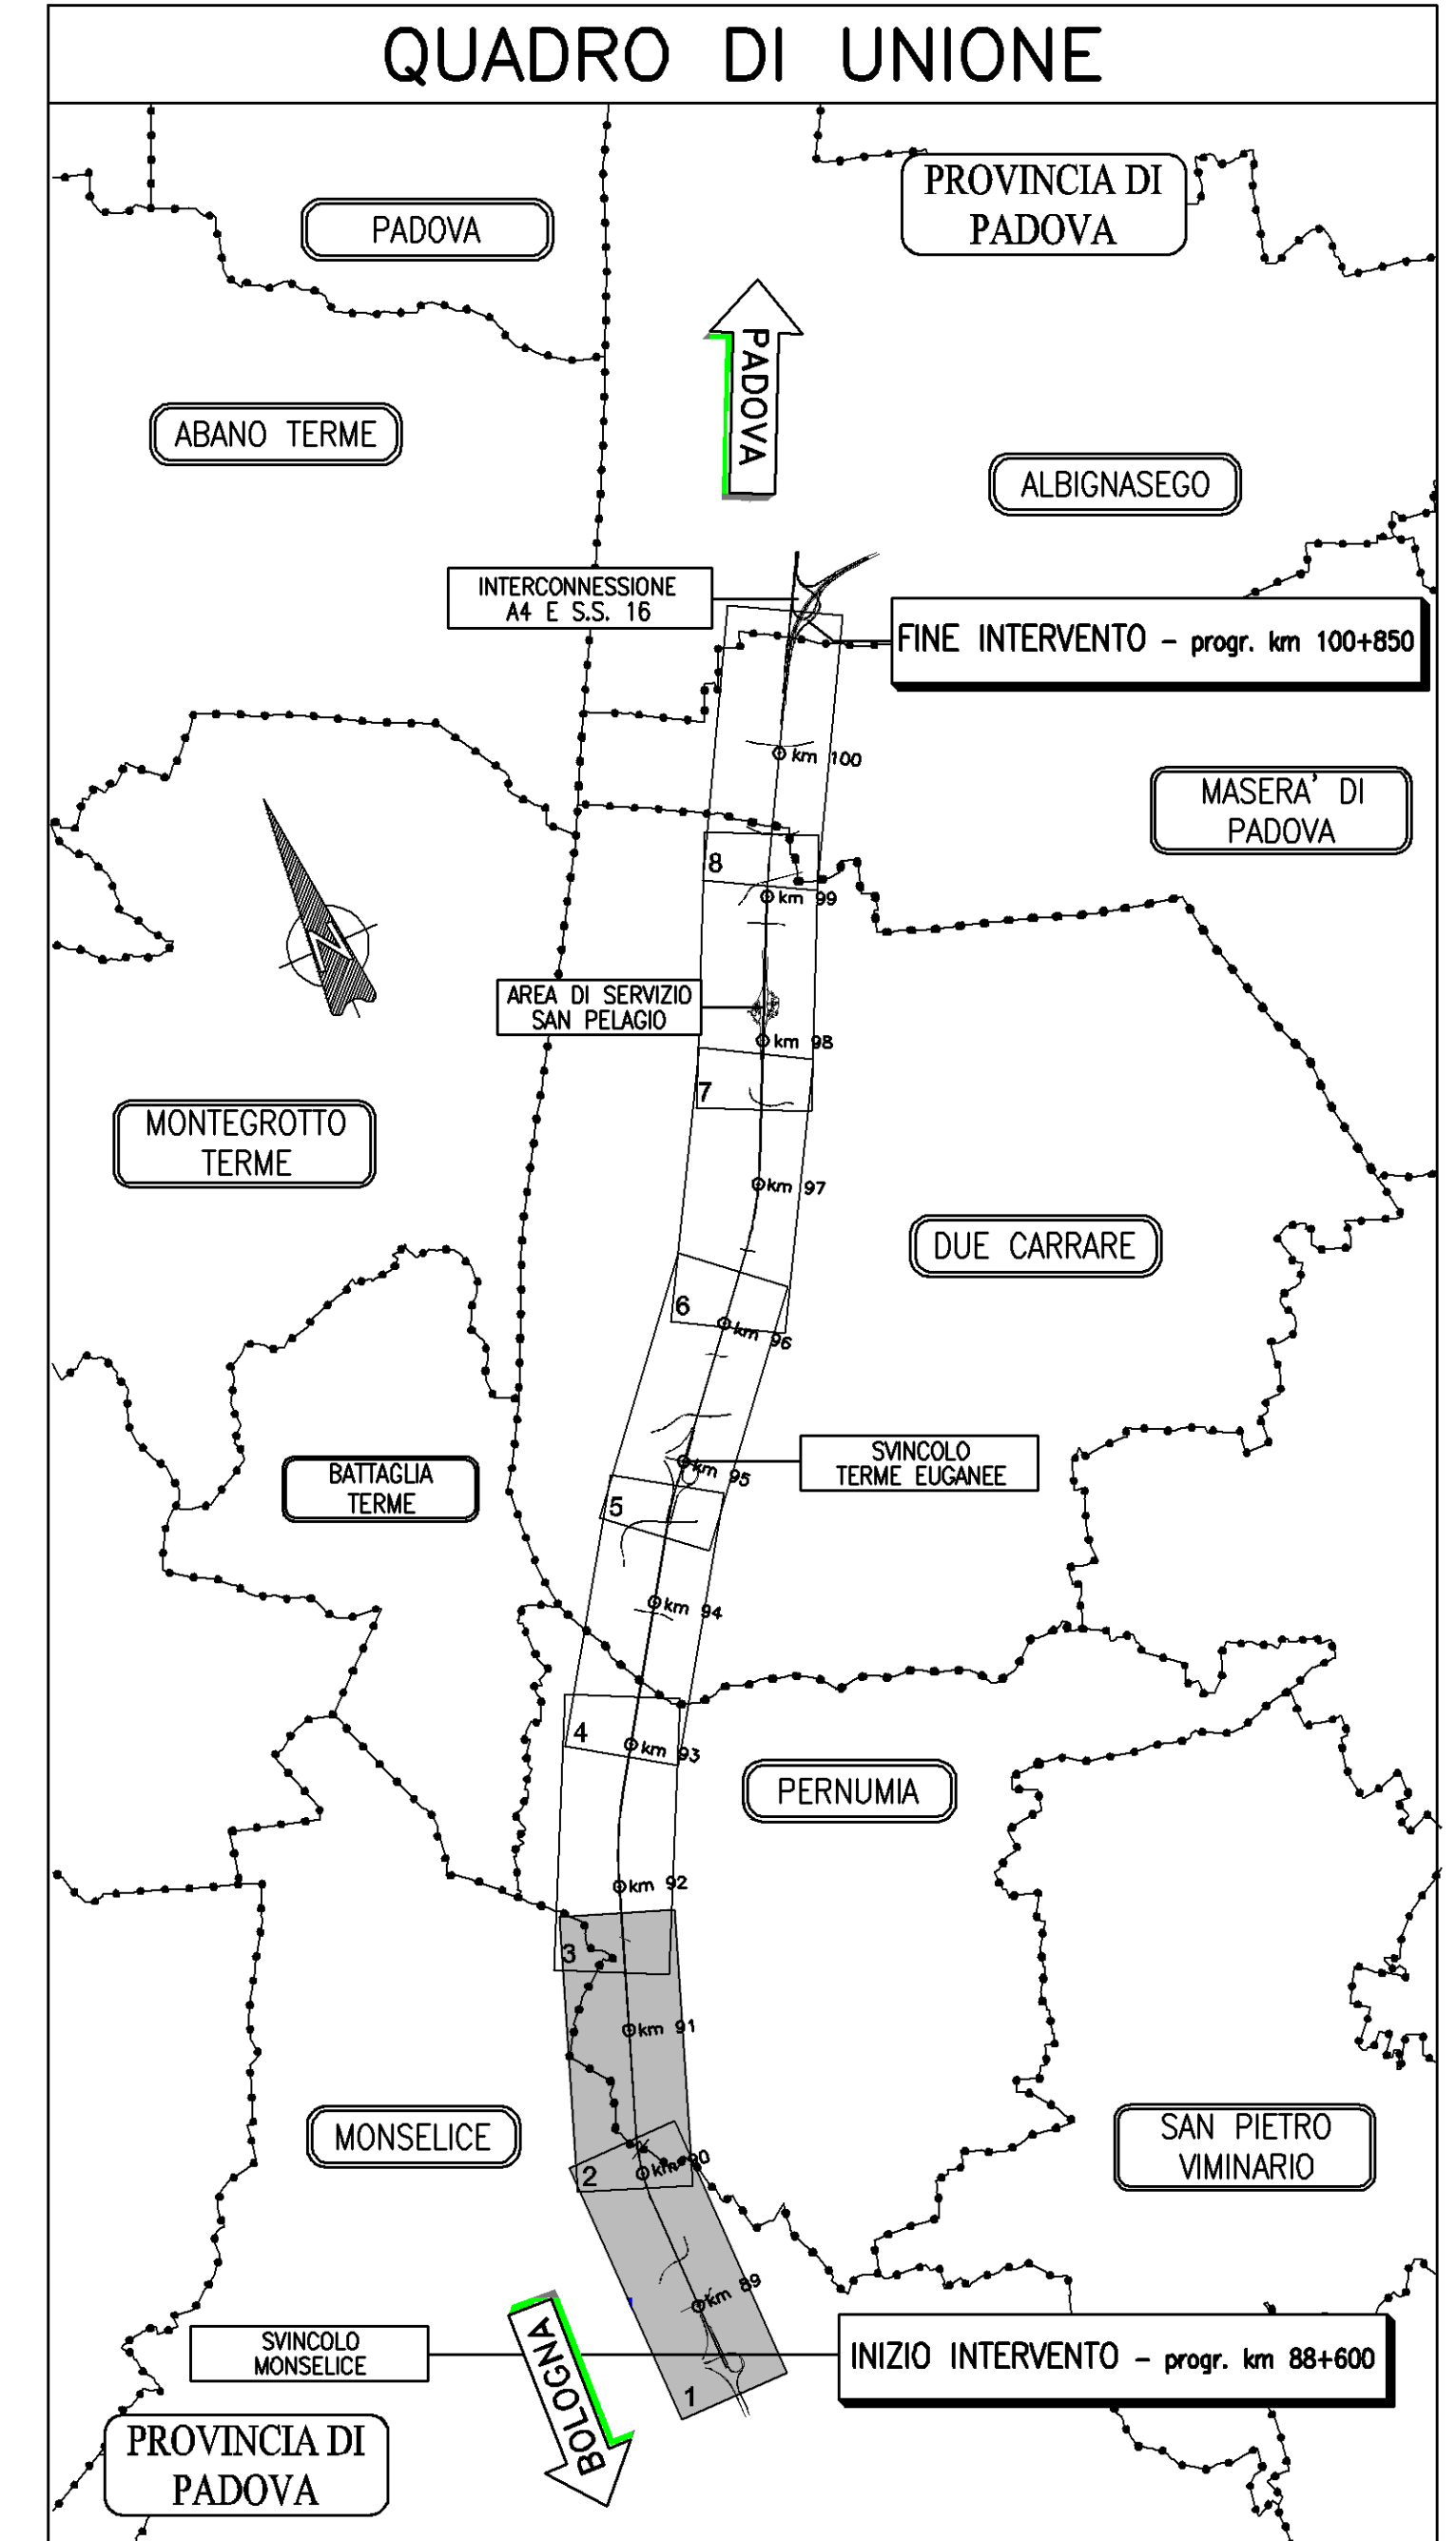 QUADRO DI UNIONE
PROVINCIA DI
PADOVA
PADOVA
PADOVA
ABANO TERME
ALBIGNASEGO
INTERCONNESSIONE
A4 E S.S. 16
FINE INTERVENTO - progr. km 100+850
km 100
MASERA' DI
PADOVA
8
km 99
N
AREA DI SERVIZIO
SAN PELAGIO
km 98
7
MONTEGROTTO
TERME
km 97
DUE CARRARE
6
km 96
SVINCOLO
TERME EUGANEE
km 95
BATTAGLIA
TERME
5
km 94
4
km 93
PERNUMIA
km 92
3
km 91
MONSELICE
SAN PIETRO
VIMINARIO
2
km 90
km 89
SVINCOLO
MONSELICE
BOLOGNA
INIZIO INTERVENTO - progr. km 88+600
1
PROVINCIA DI
PADOVA